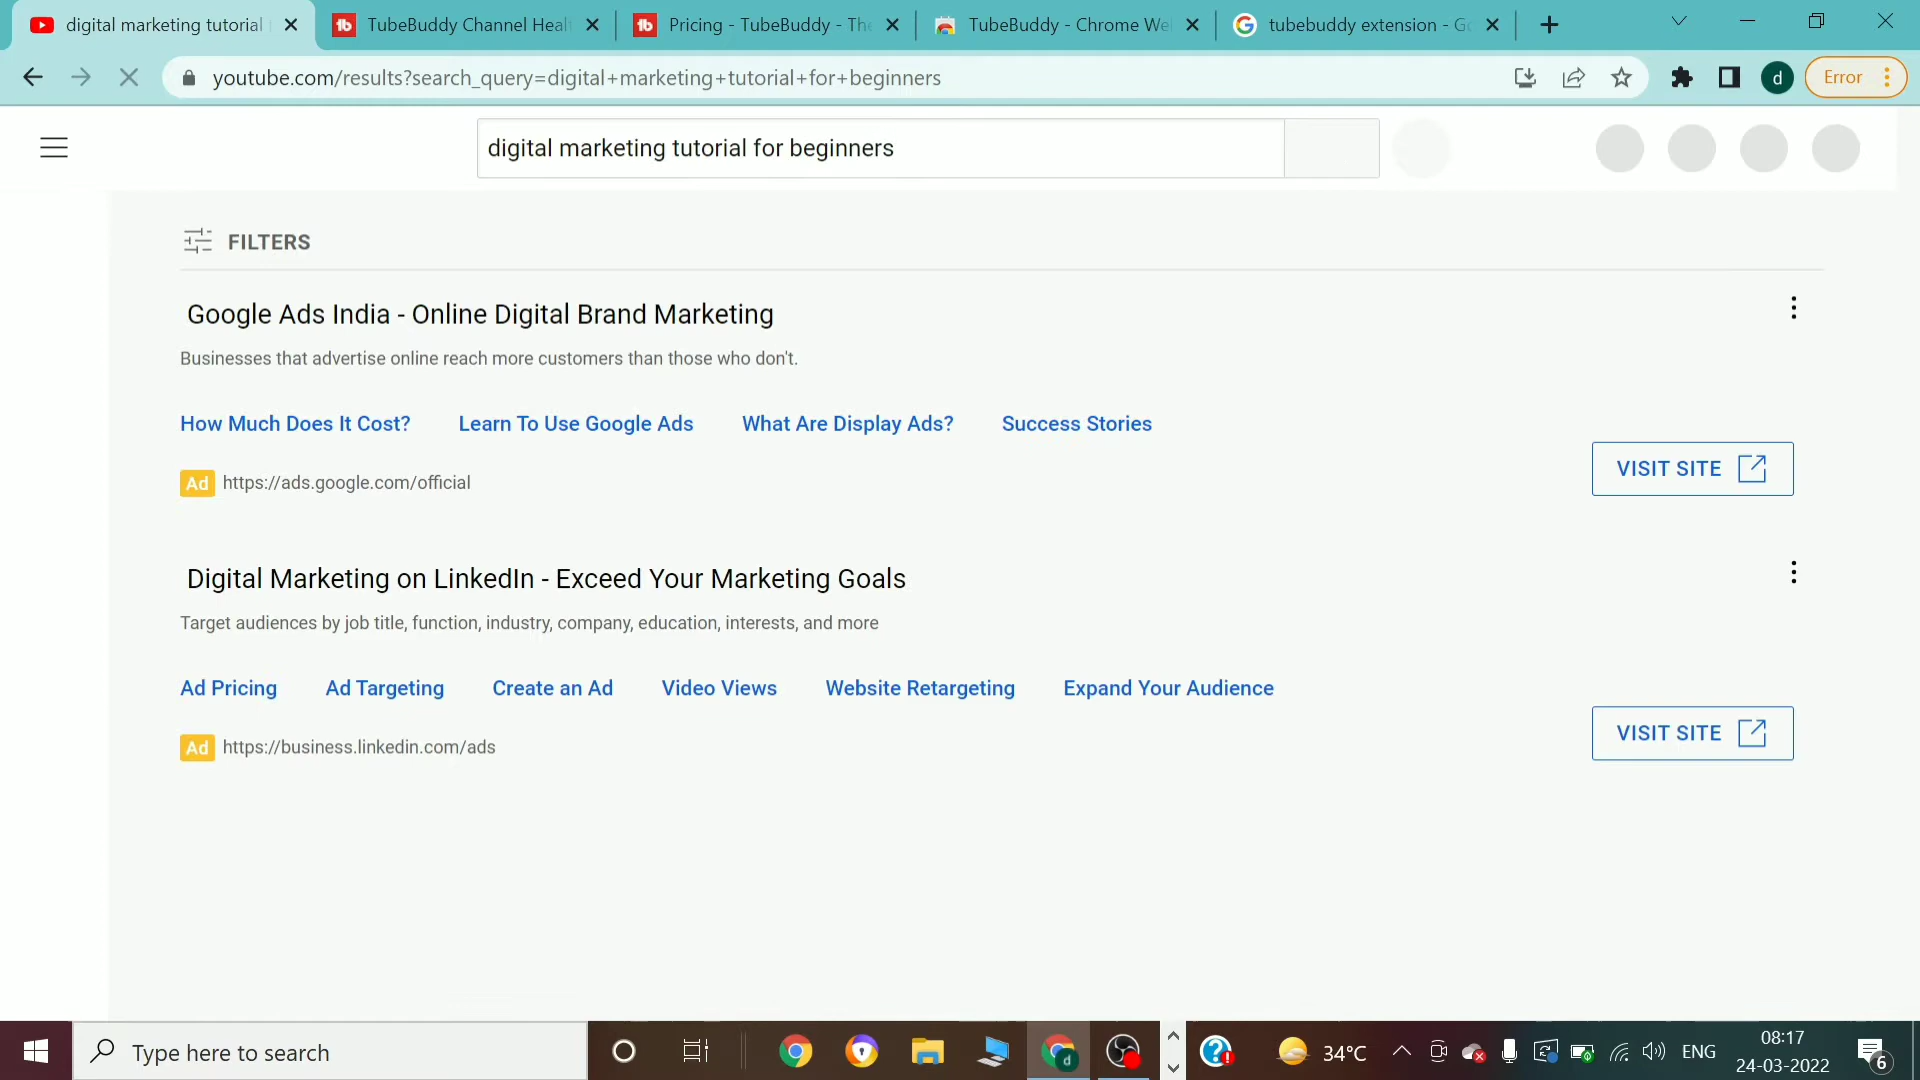 digital marketing tutorial
TubeBuddy Channel Heal
Pricing - TubeBuddy - The
TubeBuddy - Chrome We
tubebuddy extension - Go
youtube.com/results?search_query=digital+marketing+tutorial+for+beginners
d
Error
digital marketing tutorial for beginners
FILTERS
Google Ads India - Online Digital Brand Marketing
Businesses that advertise online reach more customers than those who don't.
How Much Does It Cost? Learn To Use Google Ads What Are Display Ads? Success Stories
VISIT SITE
Ad https://ads.google.com/official
Digital Marketing on LinkedIn - Exceed Your Marketing Goals
Target audiences by job title, function, industry, company, education, interests, and more
Ad Pricing Ad Targeting Create an Ad Video Views Website Retargeting Expand Your Audience
VISIT SITE
Ad https://business.linkedin.com/ads
Type here to search
d
34°C
ENG
08:17
24-03-2022
6